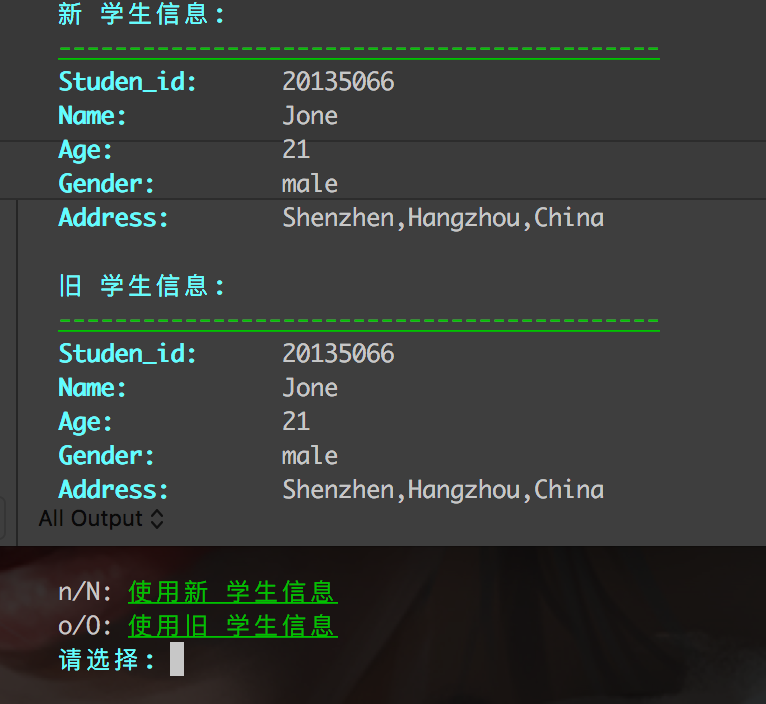 新 学生信息:
-------------------------------------------
Studen_id: 20135066
Name: Jone
Age: 21
Gender: male
Address: Shenzhen,Hangzhou,China
旧 学生信息:
-------------------------------------------
Studen_id: 20135066
Name: Jone
Age: 21
Gender: male
Address: Shenzhen,Hangzhou,China
All Output
n/N: 使用新 学生信息
o/O: 使用旧 学生信息
请选择: